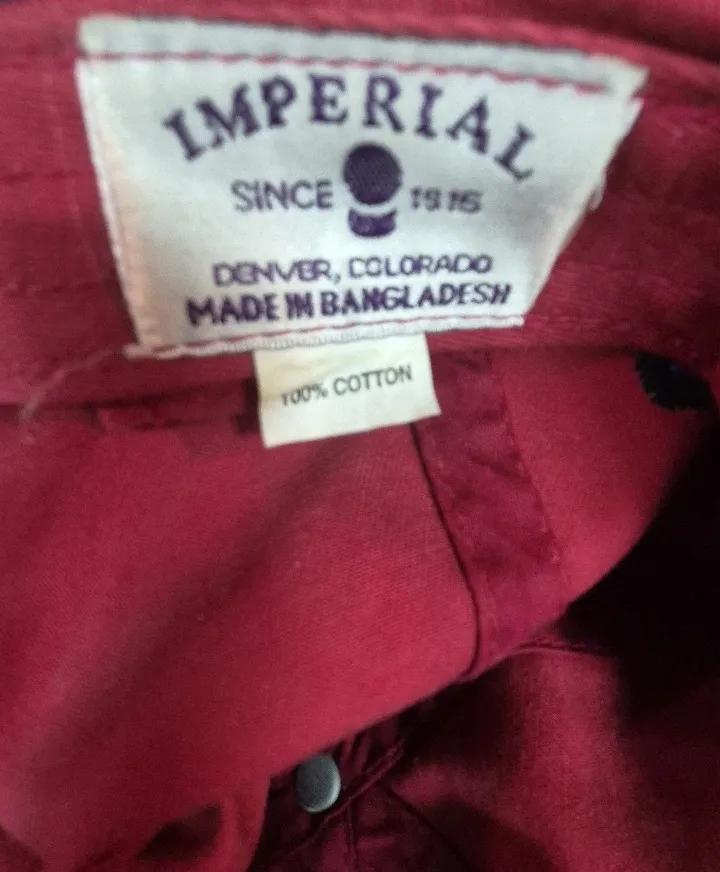 IMPERIAL
SINCE 1916
DENVER, COLORADO
MADE IN BANGLADESH
100% COTTON